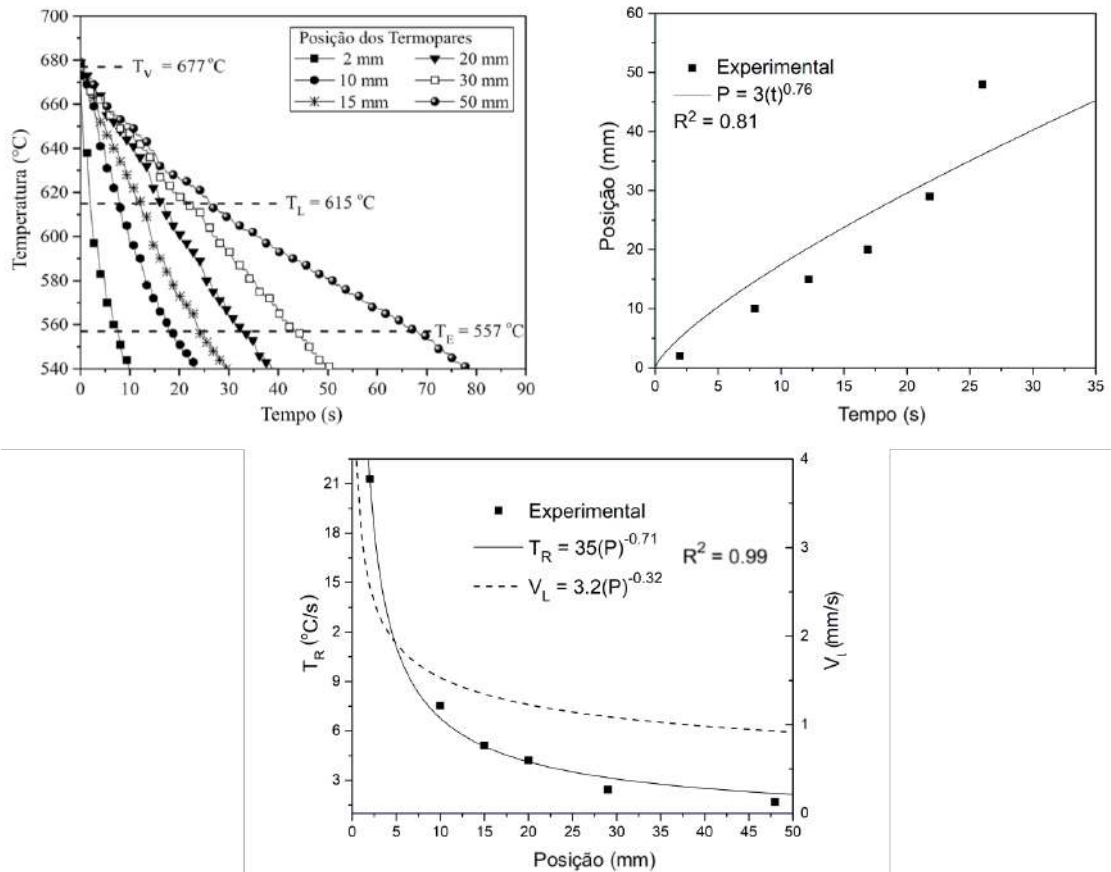 700
680
660
640
620
600
580
560
540
Temperatura (°C)
0 10 20 30 40 50 60 70 80 90
Tempo (s)
Posição dos Termopares
2 mm 20 mm
10 mm 30 mm
15 mm 50 mm
T_V = 677 °C
T_L = 615 °C
T_E = 557 °C
60
50
40
30
20
10
0
Posição (mm)
0 5 10 15 20 25 30 35
Tempo (s)
Experimental
P = 3(t)^0.76
R^2 = 0.81
21
18
15
2
9
6
3
T_R (°C/s)
4
3
2
1
0
V_L (mm/s)
0 5 10 15 20 25 30 35 40 45 50
Posição (mm)
Experimental
T_R = 35(P)^-0.71
R^2 = 0.99
V_L = 3.2(P)^-0.32